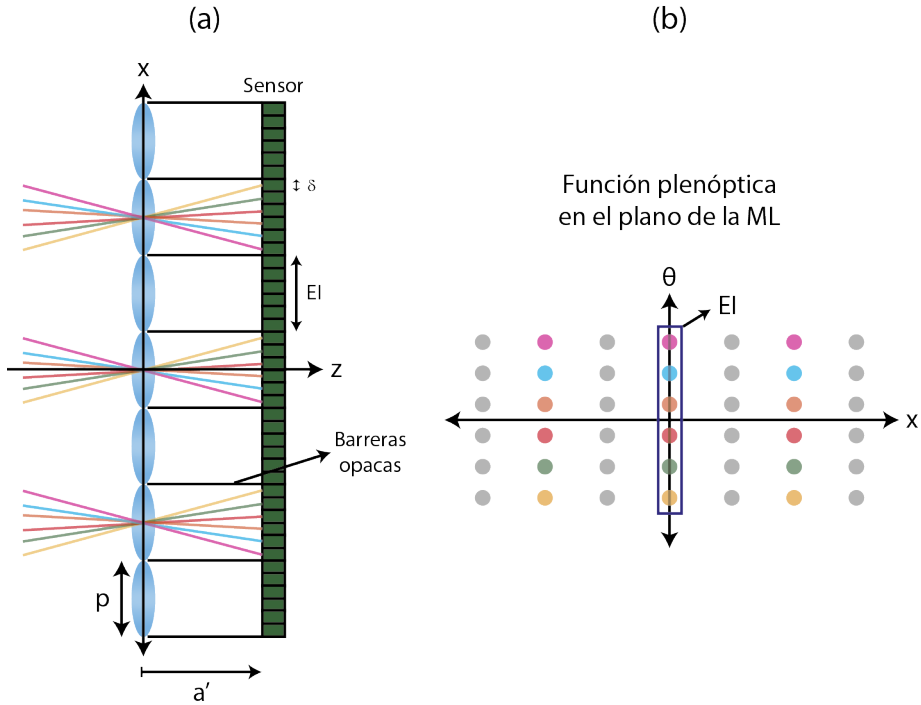 (a)
(b)
x
Sensor
δ
EI
z
Barreras
opacas
p
a'
Función plenóptica
en el plano de la ML
θ
EI
x